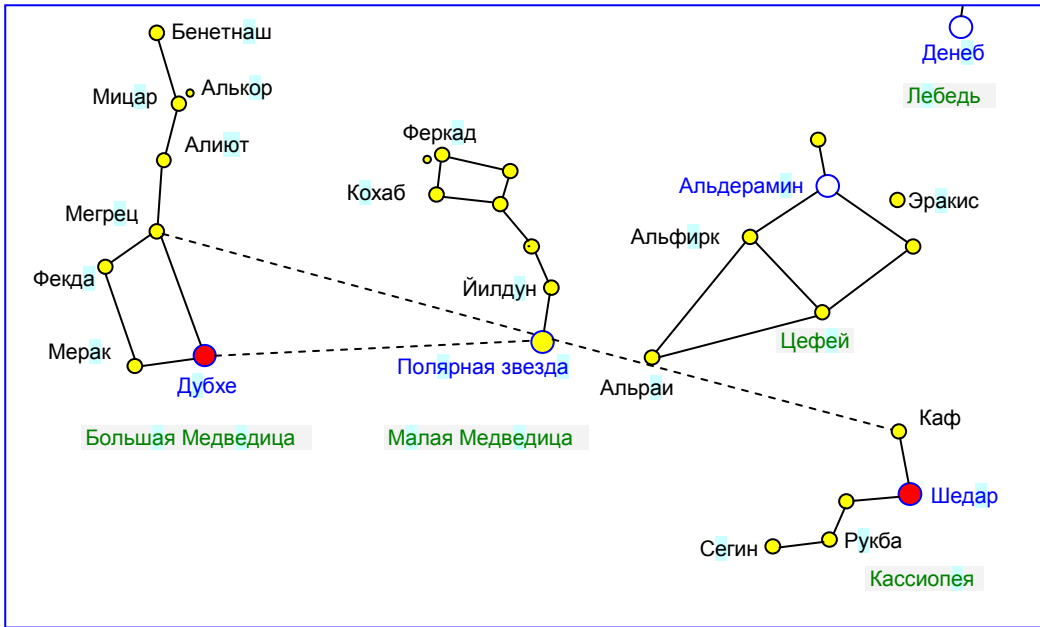 Бенетнаш
Денеб
Мицар
Алькор
Лебедь
Феркад
Алиют
Кохаб
Альдерамин
Эракис
Мегрец
Альфирк
Фекда
Йилдун
Мерак
Цефей
Полярная звезда
Дубхе
Альраи
Каф
Большая Медведица
Малая Медведица
Шедар
Сегин
Рукба
Кассиопея